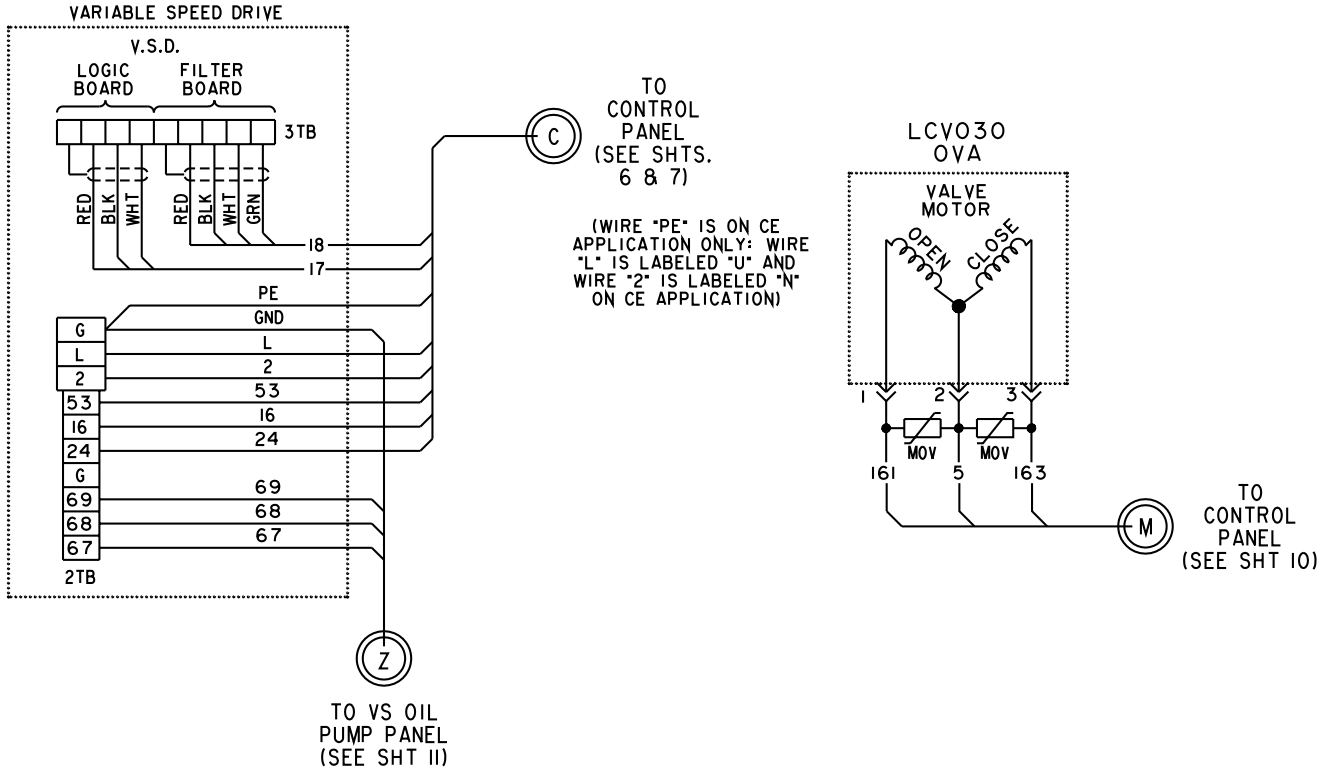 VARIABLE SPEED DRIVE
V.S.D.
LOGIC
BOARD
FILTER
BOARD
3TB
RED
BLK
WHT
RED
BLK
WHT
GRN
18
17
PE
GND
G
L
L
2
2
53
53
16
16
24
24
G
69
69
68
68
67
67
2TB
C
TO
CONTROL
PANEL
(SEE SHTS.
6 & 7)
(WIRE "PE" IS ON CE
APPLICATION ONLY: WIRE
"L" IS LABELED "U" AND
WIRE "2" IS LABELED "N"
ON CE APPLICATION)
Z
TO VS OIL
PUMP PANEL
(SEE SHT 11)
LCV030
OVA
VALVE
MOTOR
OPEN
CLOSE
1
2
3
MOV
MOV
161
5
163
M
TO
CONTROL
PANEL
(SEE SHT 10)